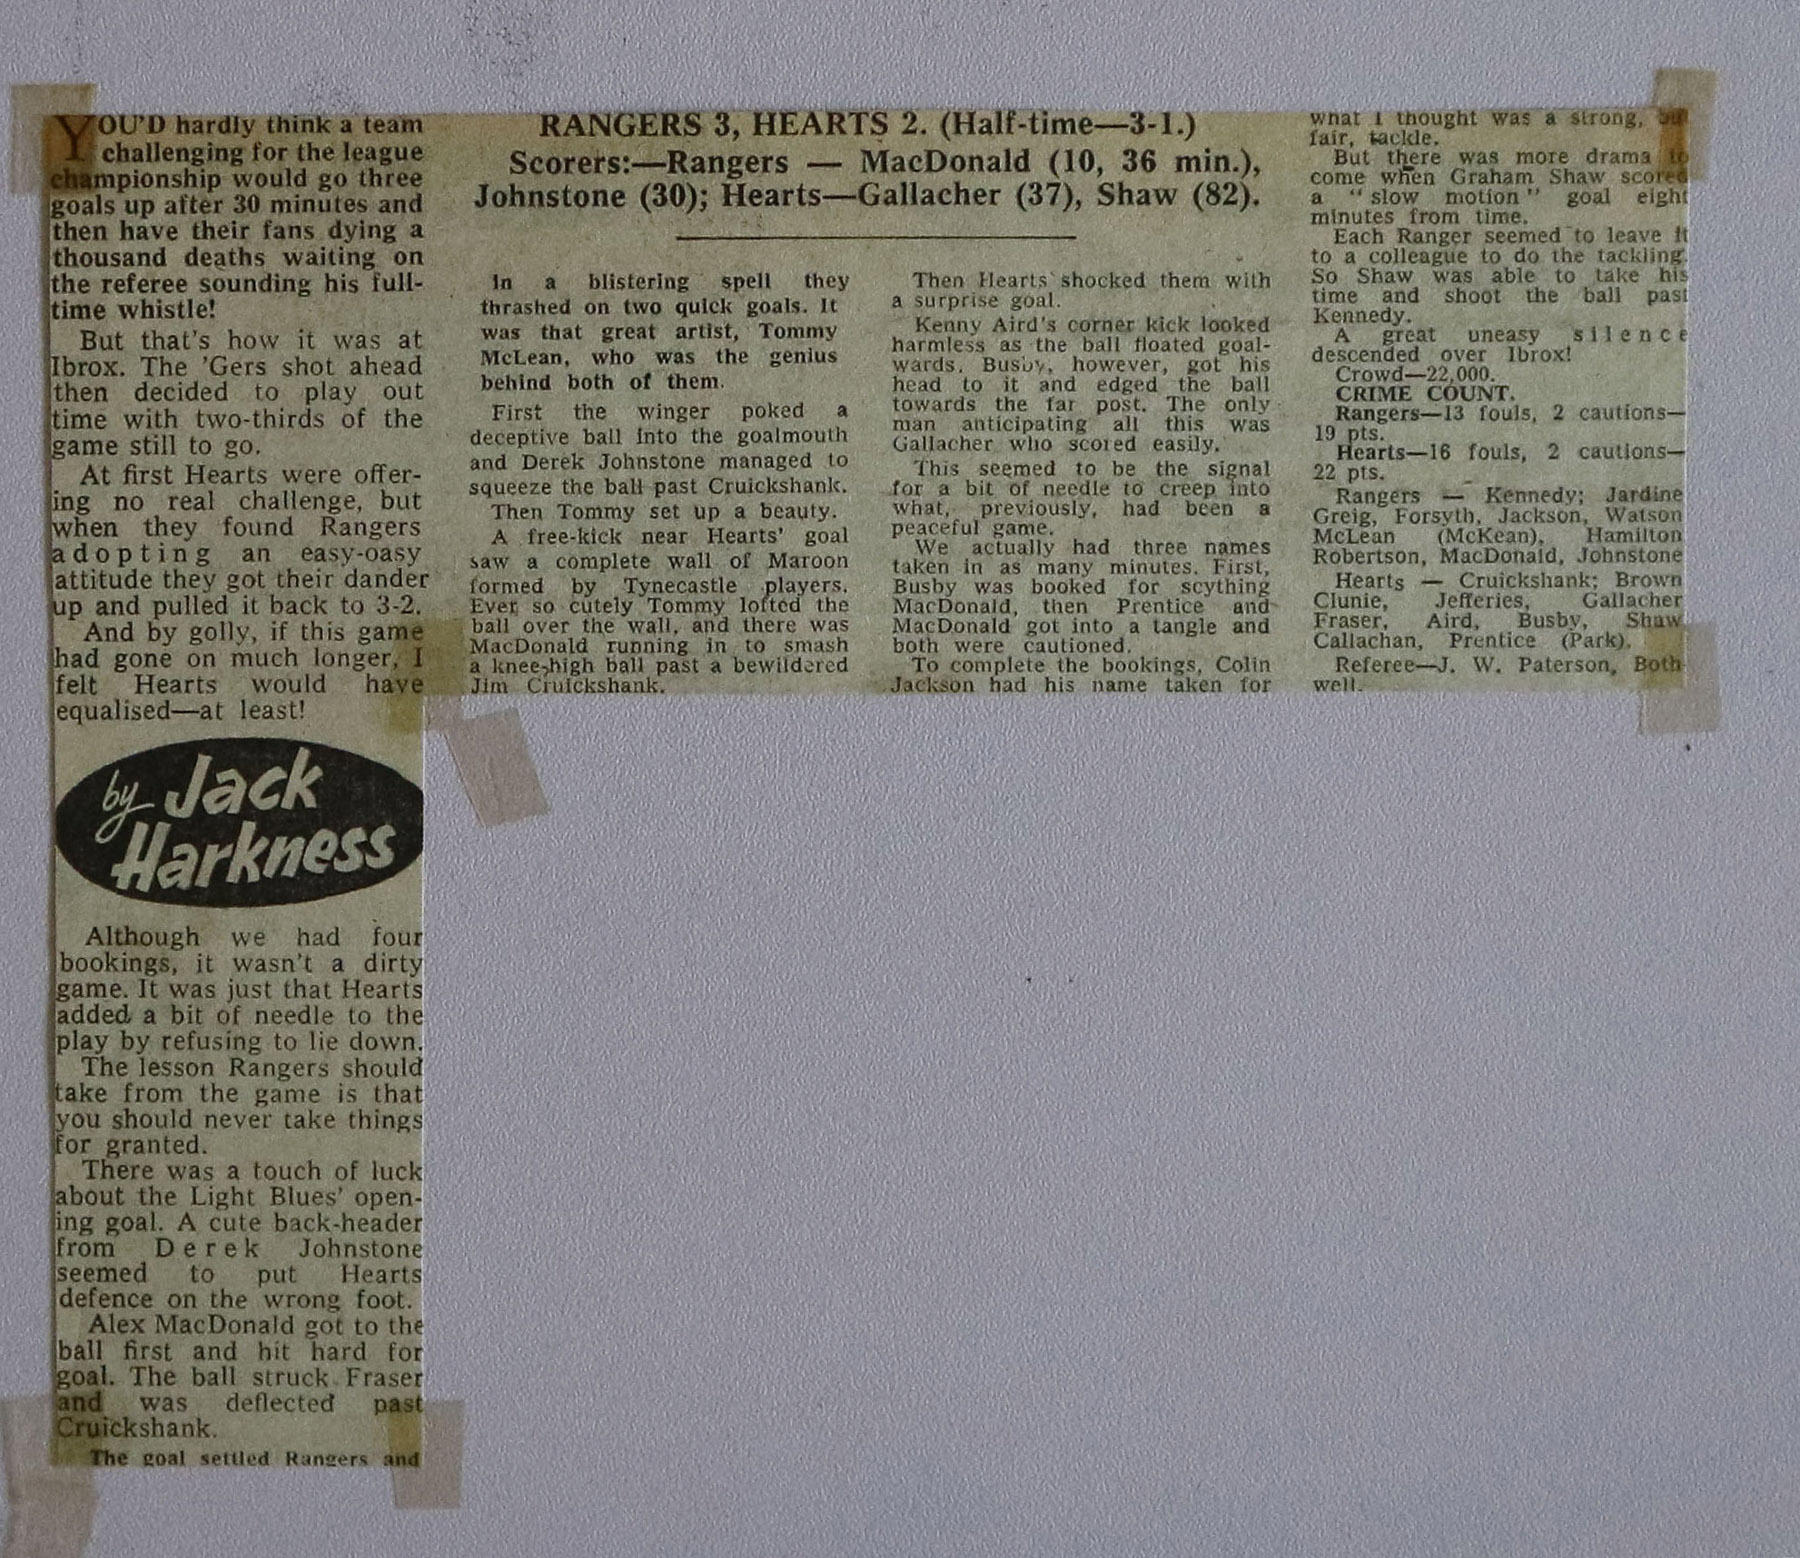 YOU'D hardly think a team
challenging for the league
championship would go three
goals up after 30 minutes and
then have their fans dying a
thousand deaths waiting on
the referee sounding his full-
time whistle!
But that's how it was at
Ibrox. The 'Gers shot ahead
then decided to play out
time with two-thirds of the
game still to go.
At first Hearts were offer-
ing no real challenge, but
when they found Rangers
adopting an easy-oasy
attitude they got their dander
up and pulled it back to 3-2.
And by golly, if this game
had gone on much longer, I
felt Hearts would have
equalised—at least!
by Jack
Harkness
Although we had four
bookings, it wasn't a dirty
game. It was just that Hearts
added a bit of needle to the
play by refusing to lie down.
The lesson Rangers should
take from the game is that
you should never take things
for granted.
There was a touch of luck
about the Light Blues' open-
ing goal. A cute back-header
from Derek Johnstone
seemed to put Hearts
defence on the wrong foot.
Alex MacDonald got to the
ball first and hit hard for
goal. The ball struck Fraser
and was deflected past
Cruickshank.
The goal settled Rangers and
RANGERS 3, HEARTS 2. (Half-time—3-1.)
Scorers:—Rangers — MacDonald (10, 36 min.),
Johnstone (30); Hearts—Gallacher (37), Shaw (82).
In a blistering spell they
thrashed on two quick goals. It
was that great artist, Tommy
McLean, who was the genius
behind both of them.
First the winger poked a
deceptive ball into the goalmouth
and Derek Johnstone managed to
squeeze the ball past Cruickshank.
Then Tommy set up a beauty.
A free-kick near Hearts' goal
saw a complete wall of Maroon
formed by Tynecastle players.
Ever so cutely Tommy lofted the
ball over the wall, and there was
MacDonald running in to smash
a knee-high ball past a bewildered
Jim Cruickshank.
Then Hearts shocked them with
a surprise goal.
Kenny Aird's corner kick looked
harmless as the ball floated goal-
wards. Busby, however, got his
head to it and edged the ball
towards the far post. The only
man anticipating all this was
Gallacher who scored easily.
This seemed to be the signal
for a bit of needle to creep into
what, previously, had been a
peaceful game.
We actually had three names
taken in as many minutes. First,
Busby was booked for scything
MacDonald, then Prentice and
MacDonald got into a tangle and
both were cautioned.
To complete the bookings, Colin
Jackson had his name taken for
what I thought was a strong, but
fair, tackle.
But there was more drama to
come when Graham Shaw scored
a "slow motion" goal eight
minutes from time.
Each Ranger seemed to leave it
to a colleague to do the tackling.
So Shaw was able to take his
time and shoot the ball past
Kennedy.
A great uneasy silence
descended over Ibrox!
Crowd—22,000.
CRIME COUNT.
Rangers—13 fouls, 2 cautions—
19 pts.
Hearts—16 fouls, 2 cautions—
22 pts.
Rangers — Kennedy; Jardine
Greig, Forsyth, Jackson, Watson
McLean (McKean), Hamilton
Robertson, MacDonald, Johnstone
Hearts — Cruickshank; Brown
Clunie, Jefferies, Gallacher
Fraser, Aird, Busby, Shaw
Callachan, Prentice (Park).
Referee—J. W. Paterson, Both-
well.